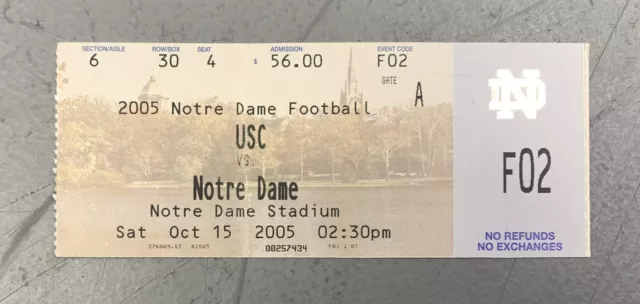 SECTION/AISLE ROW/BOX SEAT ADMISSION EVENT CODE
6 30 4 $ 56.00 F02
GATE A
2005 Notre Dame Football
USC
VS.
Notre Dame
Notre Dame Stadium
Sat Oct 15 2005 02:30pm
00257434
ND
F02
NO REFUNDS
NO EXCHANGES